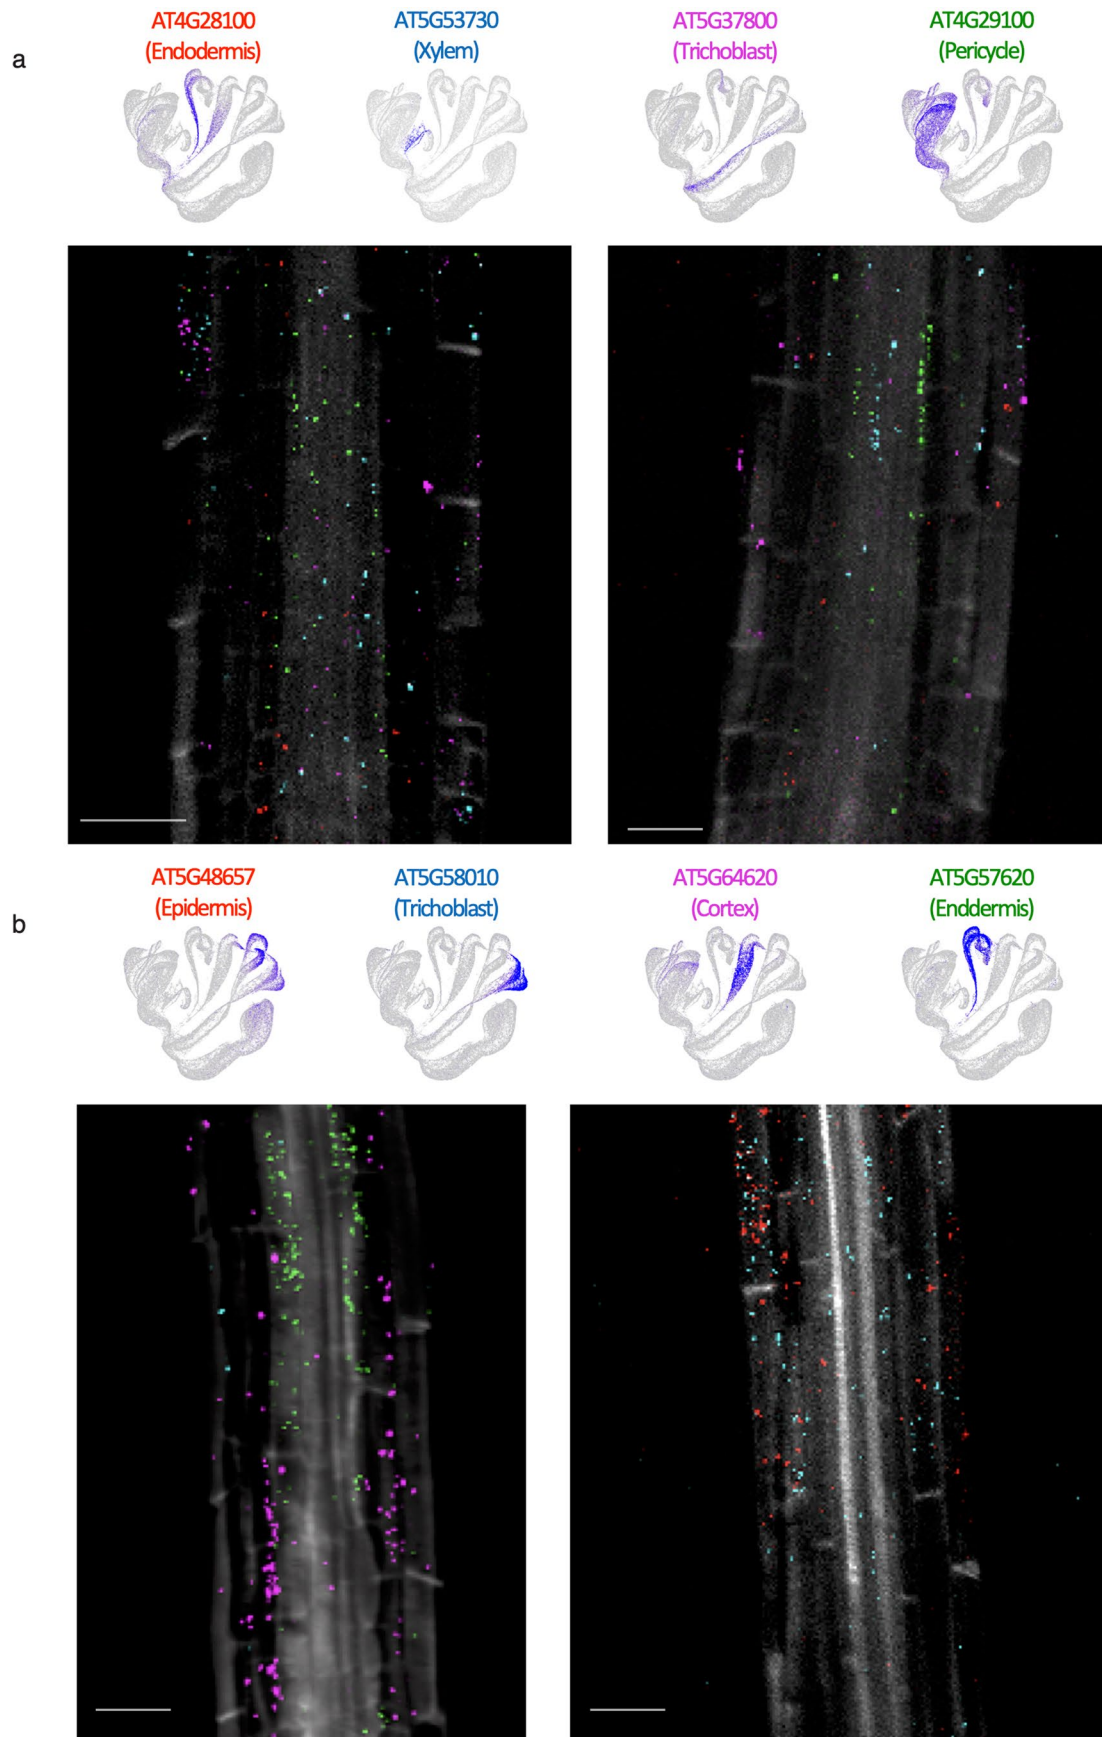 AT4G28100 AT5G53730 AT5G37800 AT4G29100
(Endodermis) (Xylem) (Trichoblast) (Pericycle)
a
AT5G48657 AT5G58010 AT5G64620 AT5G57620
(Epidermis) (Trichoblast) (Cortex) (Enddermis)
b